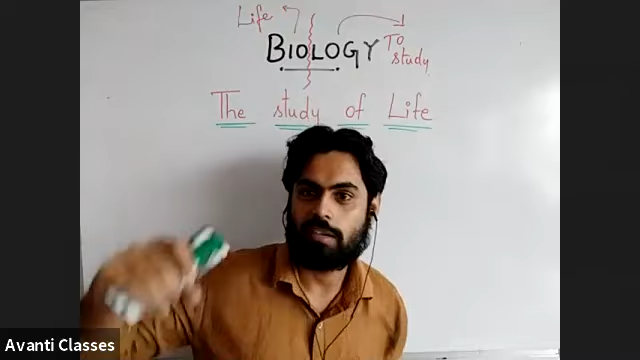 Life
BIOLOGY
To study
The study of Life
Avanti Classes